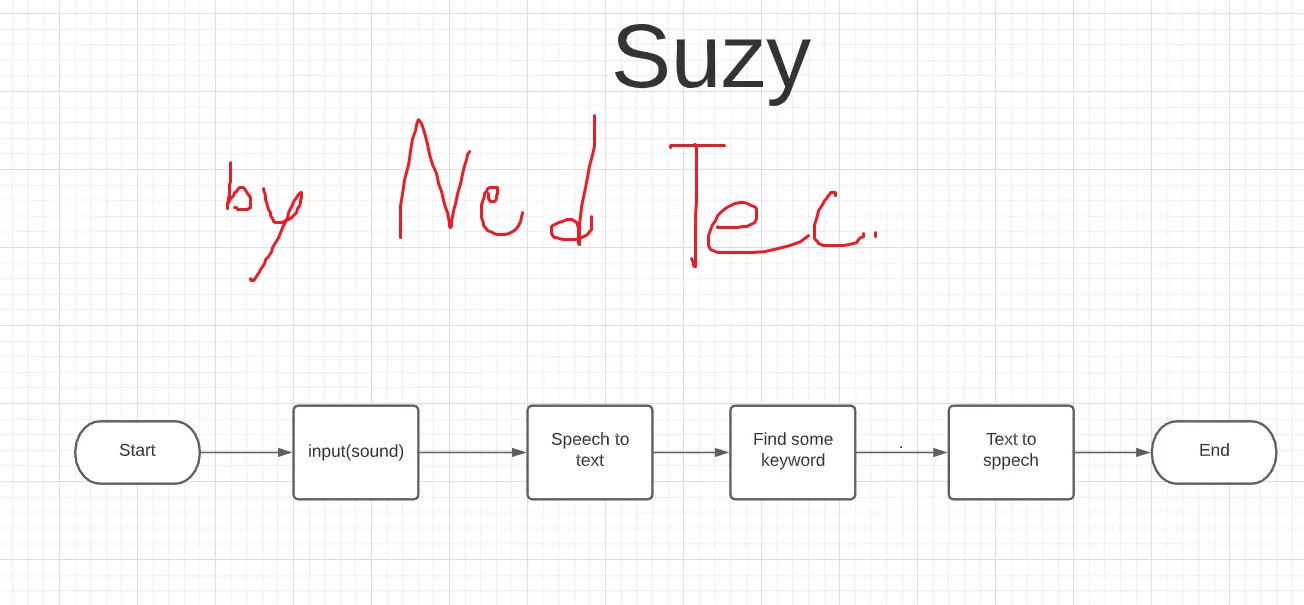 Suzy
by Ned Tec.
Start
input(sound)
Speech to
text
Find some
keyword
.
Text to
sppech
End